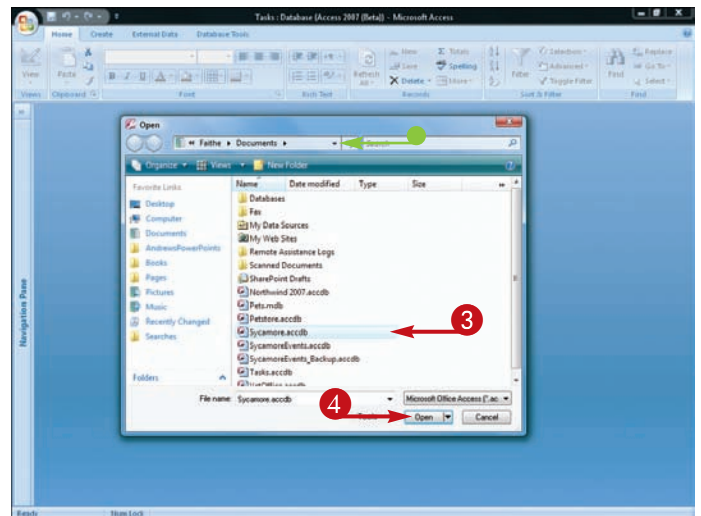 Tasks : Database (Access 2007 (Beta)) - Microsoft Access
Home Create External Data Database Tools
View Paste Refresh All New Save Delete Totals Spelling More Filter Selection Advanced Toggle Filter Find Replace Go To Select
Views Clipboard Font Rich Text Records Sort & Filter Find
Open
« Faithe Documents Search
Organize Views New Folder
Favorite Links
Desktop
Computer
Documents
AndrewsPowerPoints
Books
Pages
Pictures
Music
Recently Changed
Searches
Folders
Name Date modified Type Size
Databases
Fax
My Data Sources
My Web Sites
Remote Assistance Logs
Scanned Documents
SharePoint Drafts
Northwind 2007.accdb
Pets.mdb
Petstore.accdb
Sycamore.accdb
3
SycamoreEvents.accdb
SycamoreEvents_Backup.accdb
Tasks.accdb
File name: Sycamore.accdb Microsoft Office Access (*.ac
4
Tools Open Cancel
Navigation Pane
Ready Num Lock